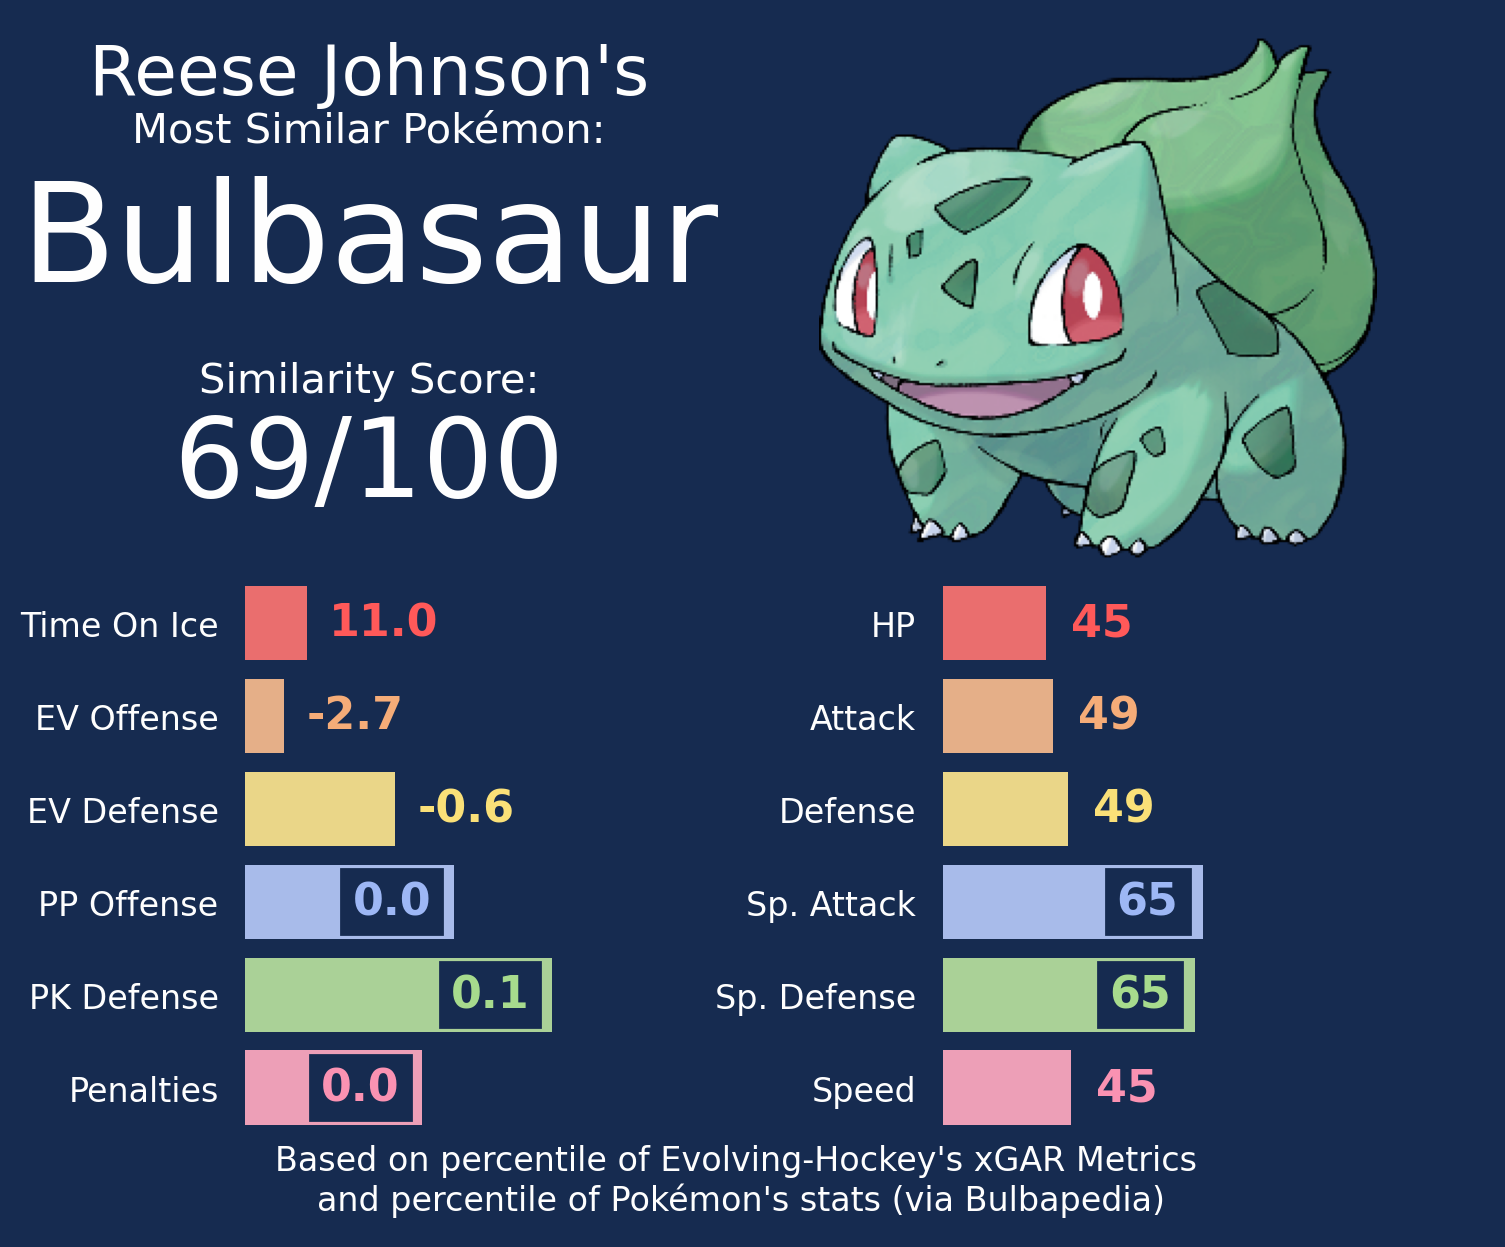 Reese Johnson's
Most Similar Pokémon:
Bulbasaur
Similarity Score:
69/100
Time On Ice 11.0
EV Offense -2.7
EV Defense -0.6
PP Offense 0.0
PK Defense 0.1
Penalties 0.0
HP 45
Attack 49
Defense 49
Sp. Attack 65
Sp. Defense 65
Speed 45
Based on percentile of Evolving-Hockey's xGAR Metrics
and percentile of Pokémon's stats (via Bulbapedia)